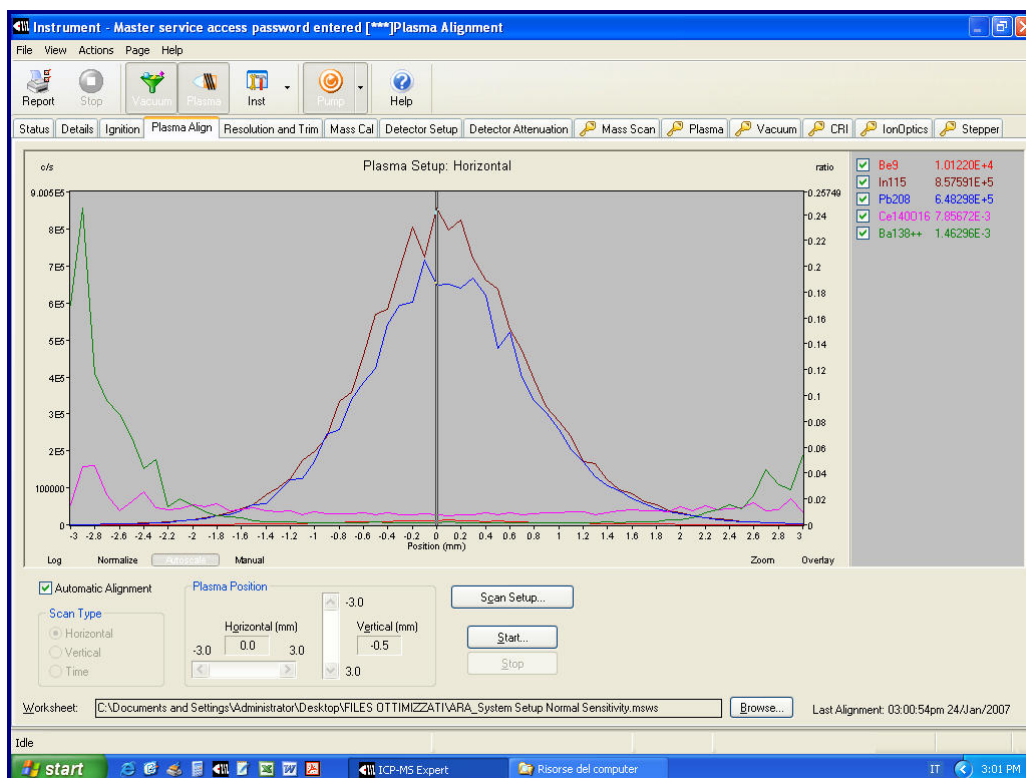 Instrument - Master service access password entered [***]Plasma Alignment
File View Actions Page Help
Report Stop Vacuum Plasma Inst Pump Help
Status Details Ignition Plasma Align Resolution and Trim Mass Cal Detector Setup Detector Attenuation Mass Scan Plasma Vacuum CRI IonOptics Stepper
c/s Plasma Setup: Horizontal ratio
9.005E5
8E5
7E5
6E5
5E5
4E5
3E5
2E5
100000
0
0.25749
0.24
0.22
0.2
0.18
0.16
0.14
0.12
0.1
0.08
0.06
0.04
0.02
0
-3 -2.8 -2.6 -2.4 -2.2 -2 -1.8 -1.6 -1.4 -1.2 -1 -0.8 -0.6 -0.4 -0.2 0 0.2 0.4 0.6 0.8 1 1.2 1.4 1.6 1.8 2 2.2 2.4 2.6 2.8 3
Position (mm)
Log Normalize Autoscale Manual Zoom Overlay
Be9 1.01220E+4
In115 8.57591E+5
Pb208 6.48298E+5
Ce140O16 7.85672E-3
Ba138++ 1.46296E-3
Automatic Alignment
Scan Type
Horizontal
Vertical
Time
Plasma Position
Horizontal (mm)
-3.0 0.0 3.0
-3.0
Vertical (mm)
-0.5
3.0
Scan Setup...
Start...
Stop
Worksheet: C:\Documents and Settings\Administrator\Desktop\FILES OTTIMIZZATI\ARA_System Setup Normal Sensitivity.msws Browse... Last Alignment: 03:00:54pm 24/Jan/2007
Idle
start ICP-MS Expert Risorse del computer IT 3:01 PM